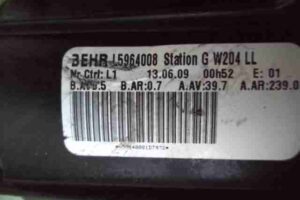 BEHR L5964008 Station G W204 LL
Nr.Ctrl: L1 13.06.09 00h52 E: 01
B.AV:0.5 B.AR:0.7 A.AV:39.7 A.AR:239.0